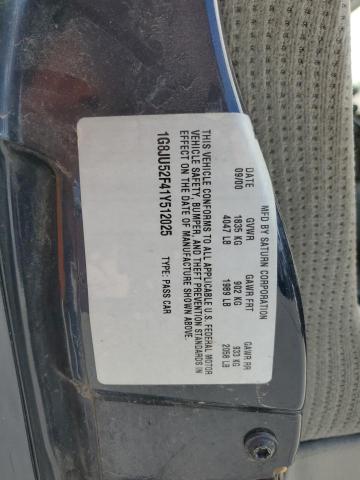 MFD BY SATURN CORPORATION
DATE GVWR GAWR FRT GAWR RR
09/00 1835 KG 902 KG 933 KG
4047 LB 1989 LB 2058 LB
THIS VEHICLE CONFORMS TO ALL APPLICABLE U.S. FEDERAL MOTOR
VEHICLE SAFETY, BUMPER, AND THEFT PREVENTION STANDARDS IN
EFFECT ON THE DATE OF MANUFACTURE SHOWN ABOVE.
1G8JU52F41Y512025 TYPE: PASS CAR